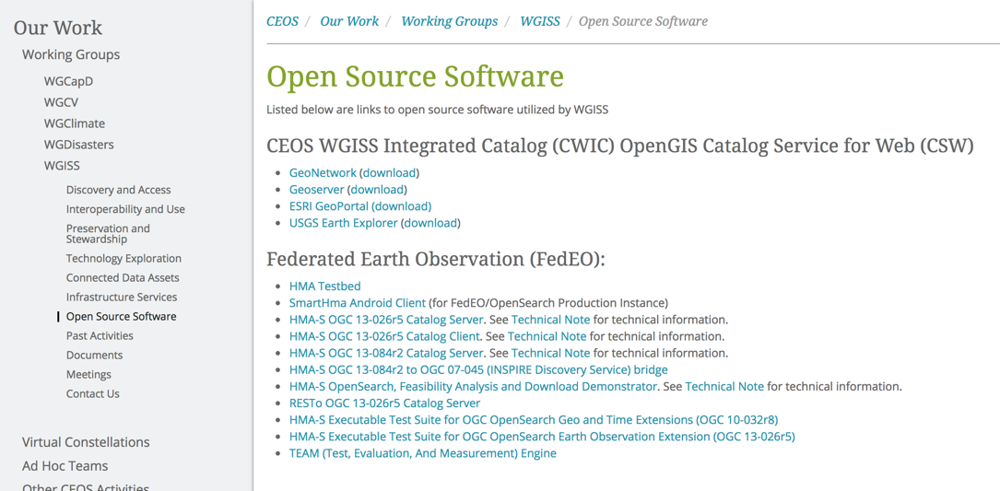 Our Work
Working Groups
WGCapD
WGCV
WGClimate
WGDisasters
WGISS
Discovery and Access
Interoperability and Use
Preservation and
Stewardship
Technology Exploration
Connected Data Assets
Infrastructure Services
Open Source Software
Past Activities
Documents
Meetings
Contact Us
Virtual Constellations
Ad Hoc Teams
Other CEOS Activities
CEOS / Our Work / Working Groups / WGISS / Open Source Software
Open Source Software
Listed below are links to open source software utilized by WGISS
CEOS WGISS Integrated Catalog (CWIC) OpenGIS Catalog Service for Web (CSW)
• GeoNetwork (download)
• Geoserver (download)
• ESRI GeoPortal (download)
• USGS Earth Explorer (download)
Federated Earth Observation (FedEO):
• HMA Testbed
• SmartHma Android Client (for FedEO/OpenSearch Production Instance)
• HMA-S OGC 13-026r5 Catalog Server. See Technical Note for technical information.
• HMA-S OGC 13-026r5 Catalog Client. See Technical Note for technical information.
• HMA-S OGC 13-084r2 Catalog Server. See Technical Note for technical information.
• HMA-S OGC 13-084r2 to OGC 07-045 (INSPIRE Discovery Service) bridge
• HMA-S OpenSearch, Feasibility Analysis and Download Demonstrator. See Technical Note for technical information.
• RESTo OGC 13-026r5 Catalog Server
• HMA-S Executable Test Suite for OGC OpenSearch Geo and Time Extensions (OGC 10-032r8)
• HMA-S Executable Test Suite for OGC OpenSearch Earth Observation Extension (OGC 13-026r5)
• TEAM (Test, Evaluation, And Measurement) Engine